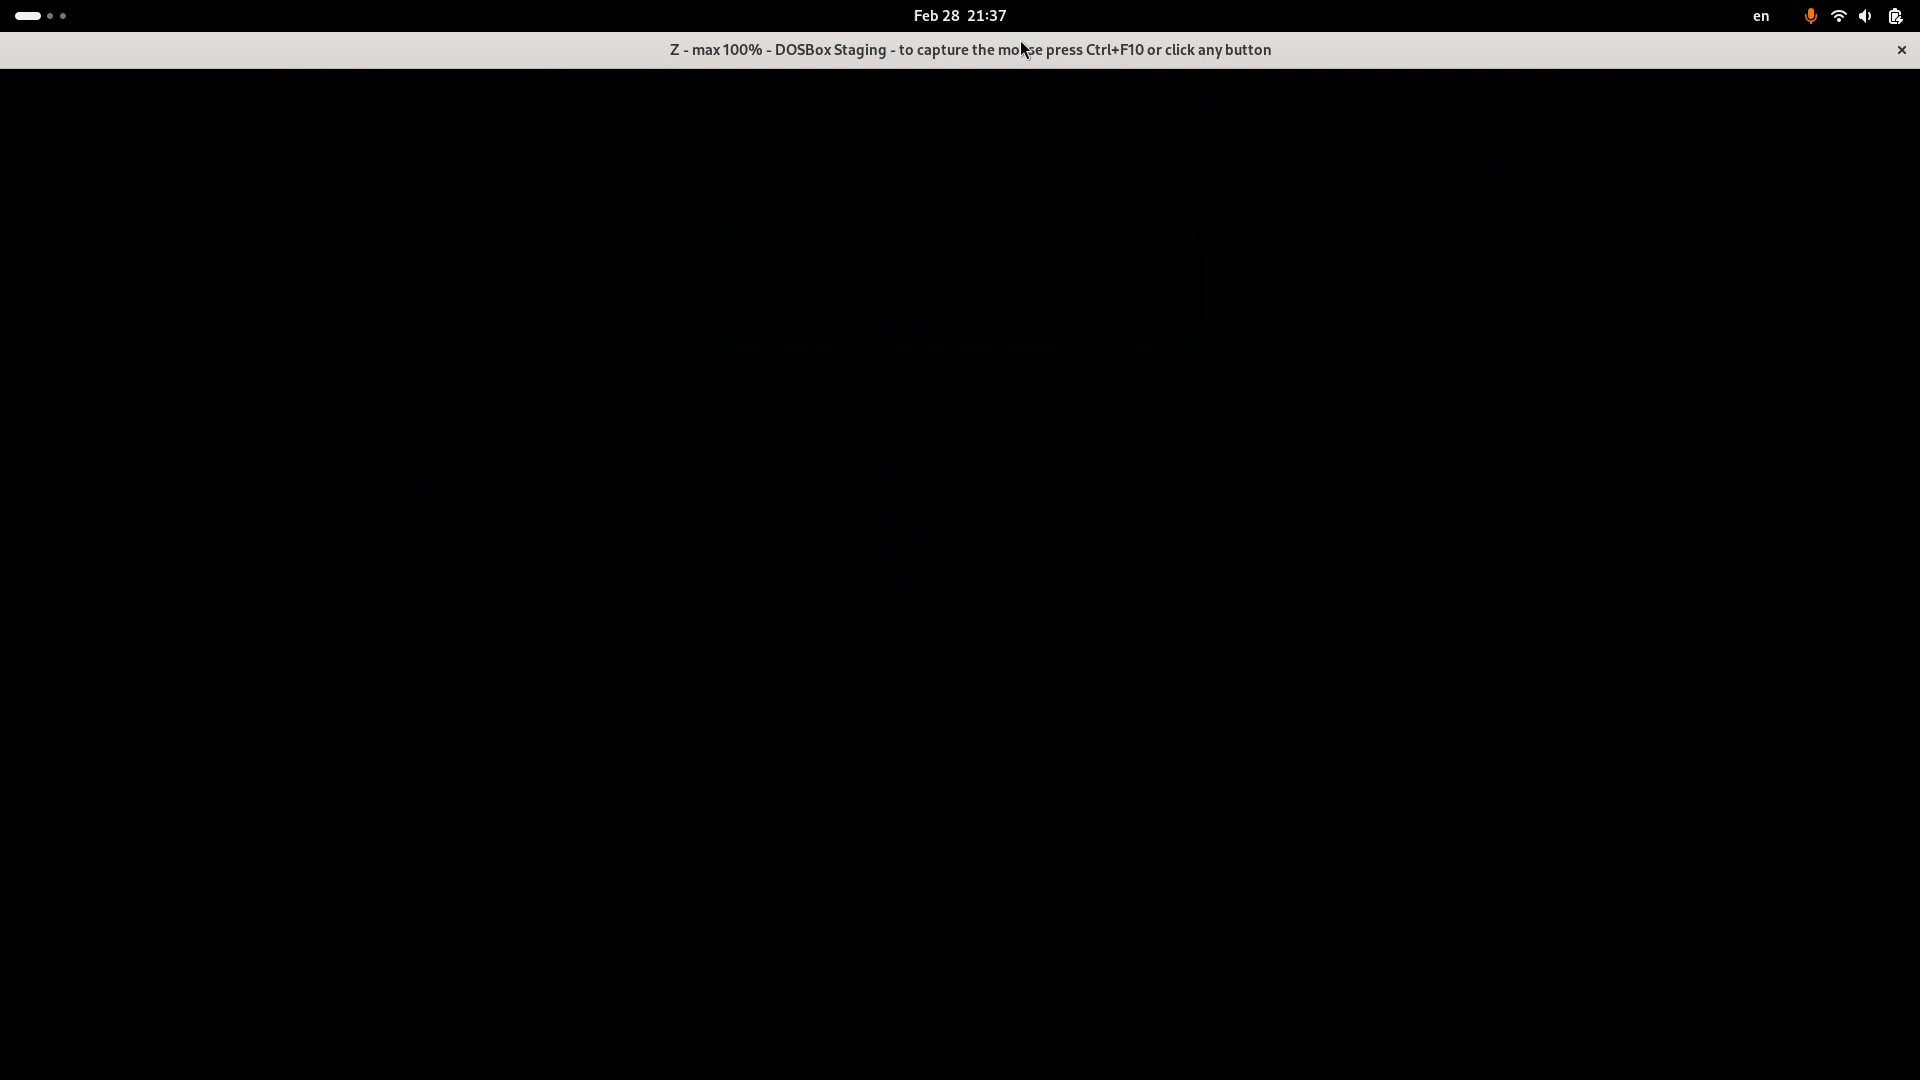 Feb 28 21:37
en
Z - max 100% - DOSBox Staging - to capture the mouse press Ctrl+F10 or click any button